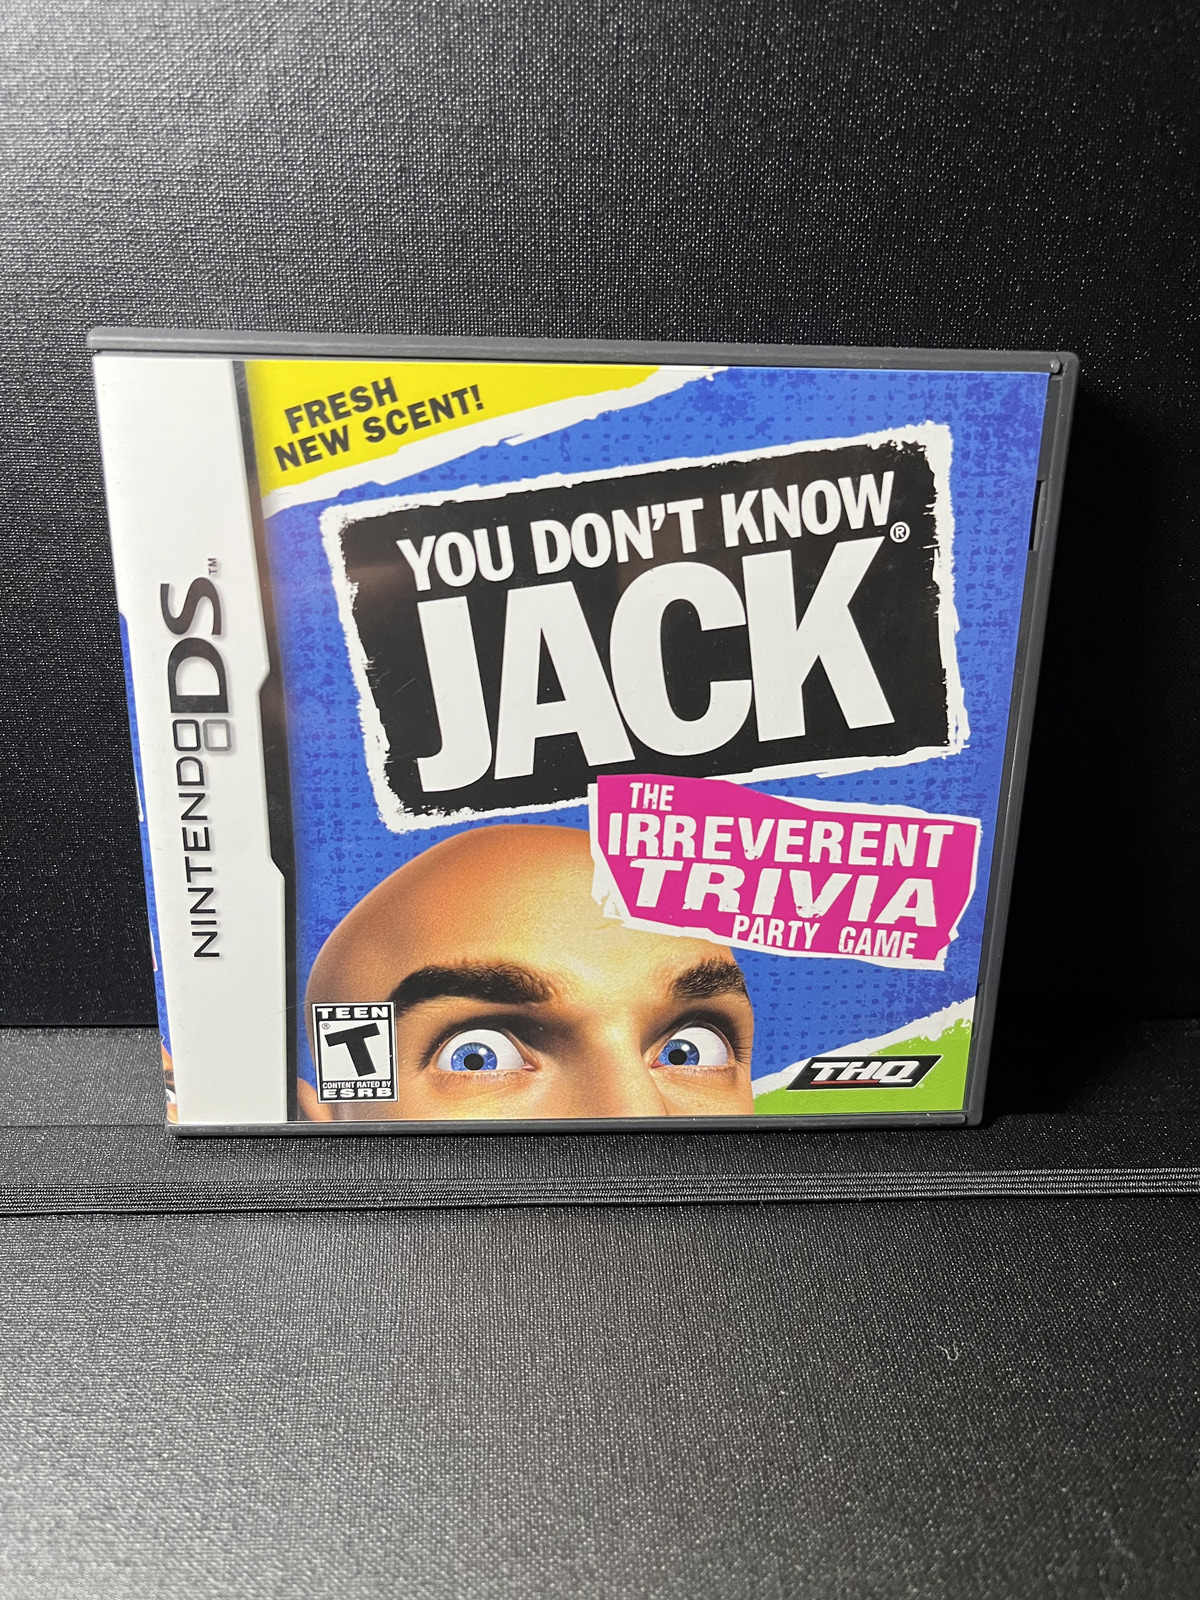 FRESH
NEW SCENT!
YOU DON'T KNOW
JACK®
THE
IRREVERENT
TRIVIA
PARTY GAME
NINTENDO DS™
TEEN
T
®
CONTENT RATED BY
ESRB
THQ